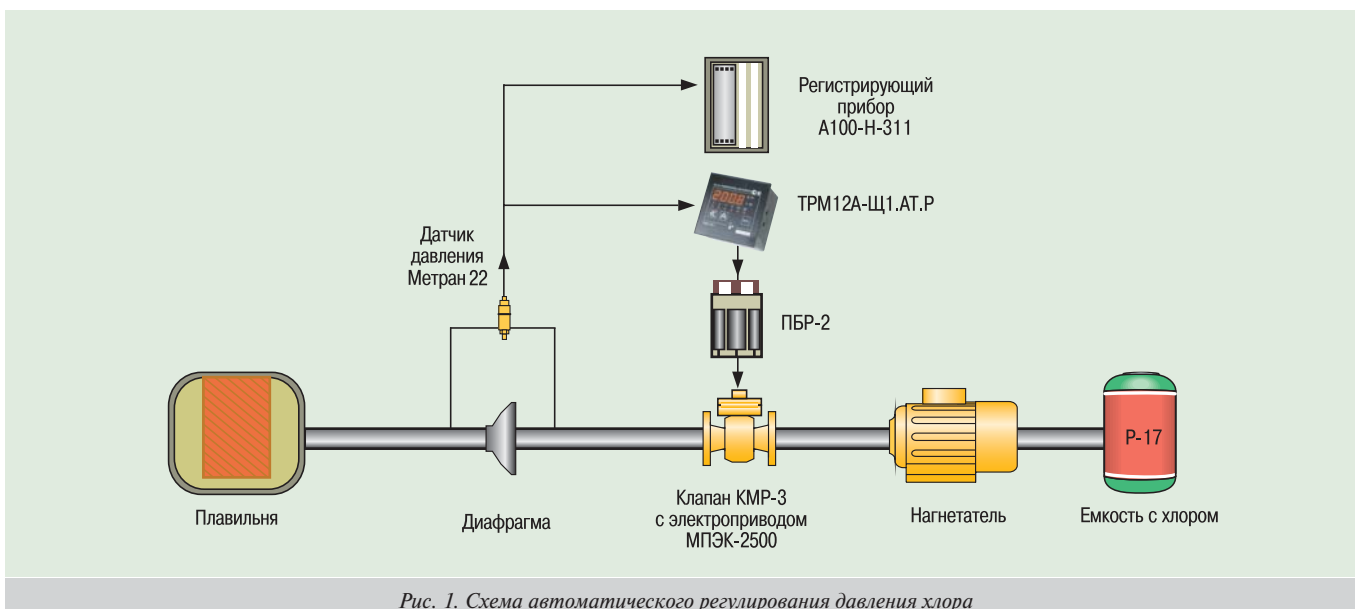 Регистрирующий
прибор
А100-Н-311
ТРМ12А-Щ1.АТ.Р
Датчик
давления
Метран 22
ПБР-2
Р-17
Плавильня
Диафрагма
Клапан КМР-3
с электроприводом
МПЭК-2500
Нагнетатель
Емкость с хлором
Рис. 1. Схема автоматического регулирования давления хлора